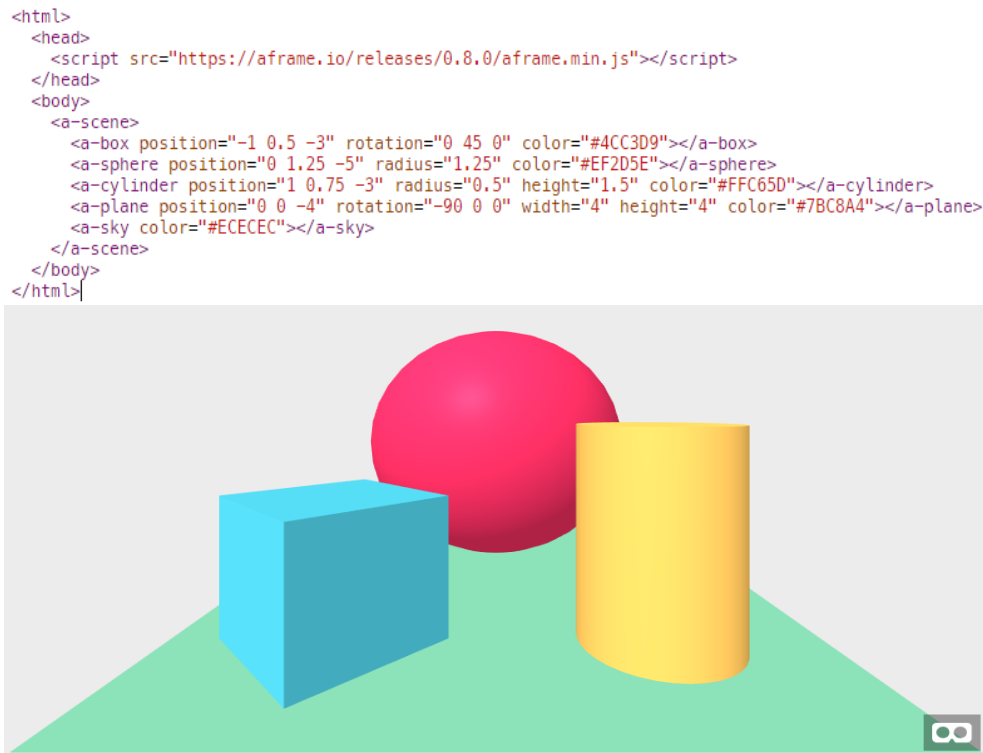 <html>
<head>
<script src="https://aframe.io/releases/0.8.0/aframe.min.js"></script>
</head>
<body>
<a-scene>
<a-box position="-1 0.5 -3" rotation="0 45 0" color="#4CC3D9"></a-box>
<a-sphere position="0 1.25 -5" radius="1.25" color="#EF2D5E"></a-sphere>
<a-cylinder position="1 0.75 -3" radius="0.5" height="1.5" color="#FFC65D"></a-cylinder>
<a-plane position="0 0 -4" rotation="-90 0 0" width="4" height="4" color="#7BC8A4"></a-plane>
<a-sky color="#ECECEC"></a-sky>
</a-scene>
</body>
</html>